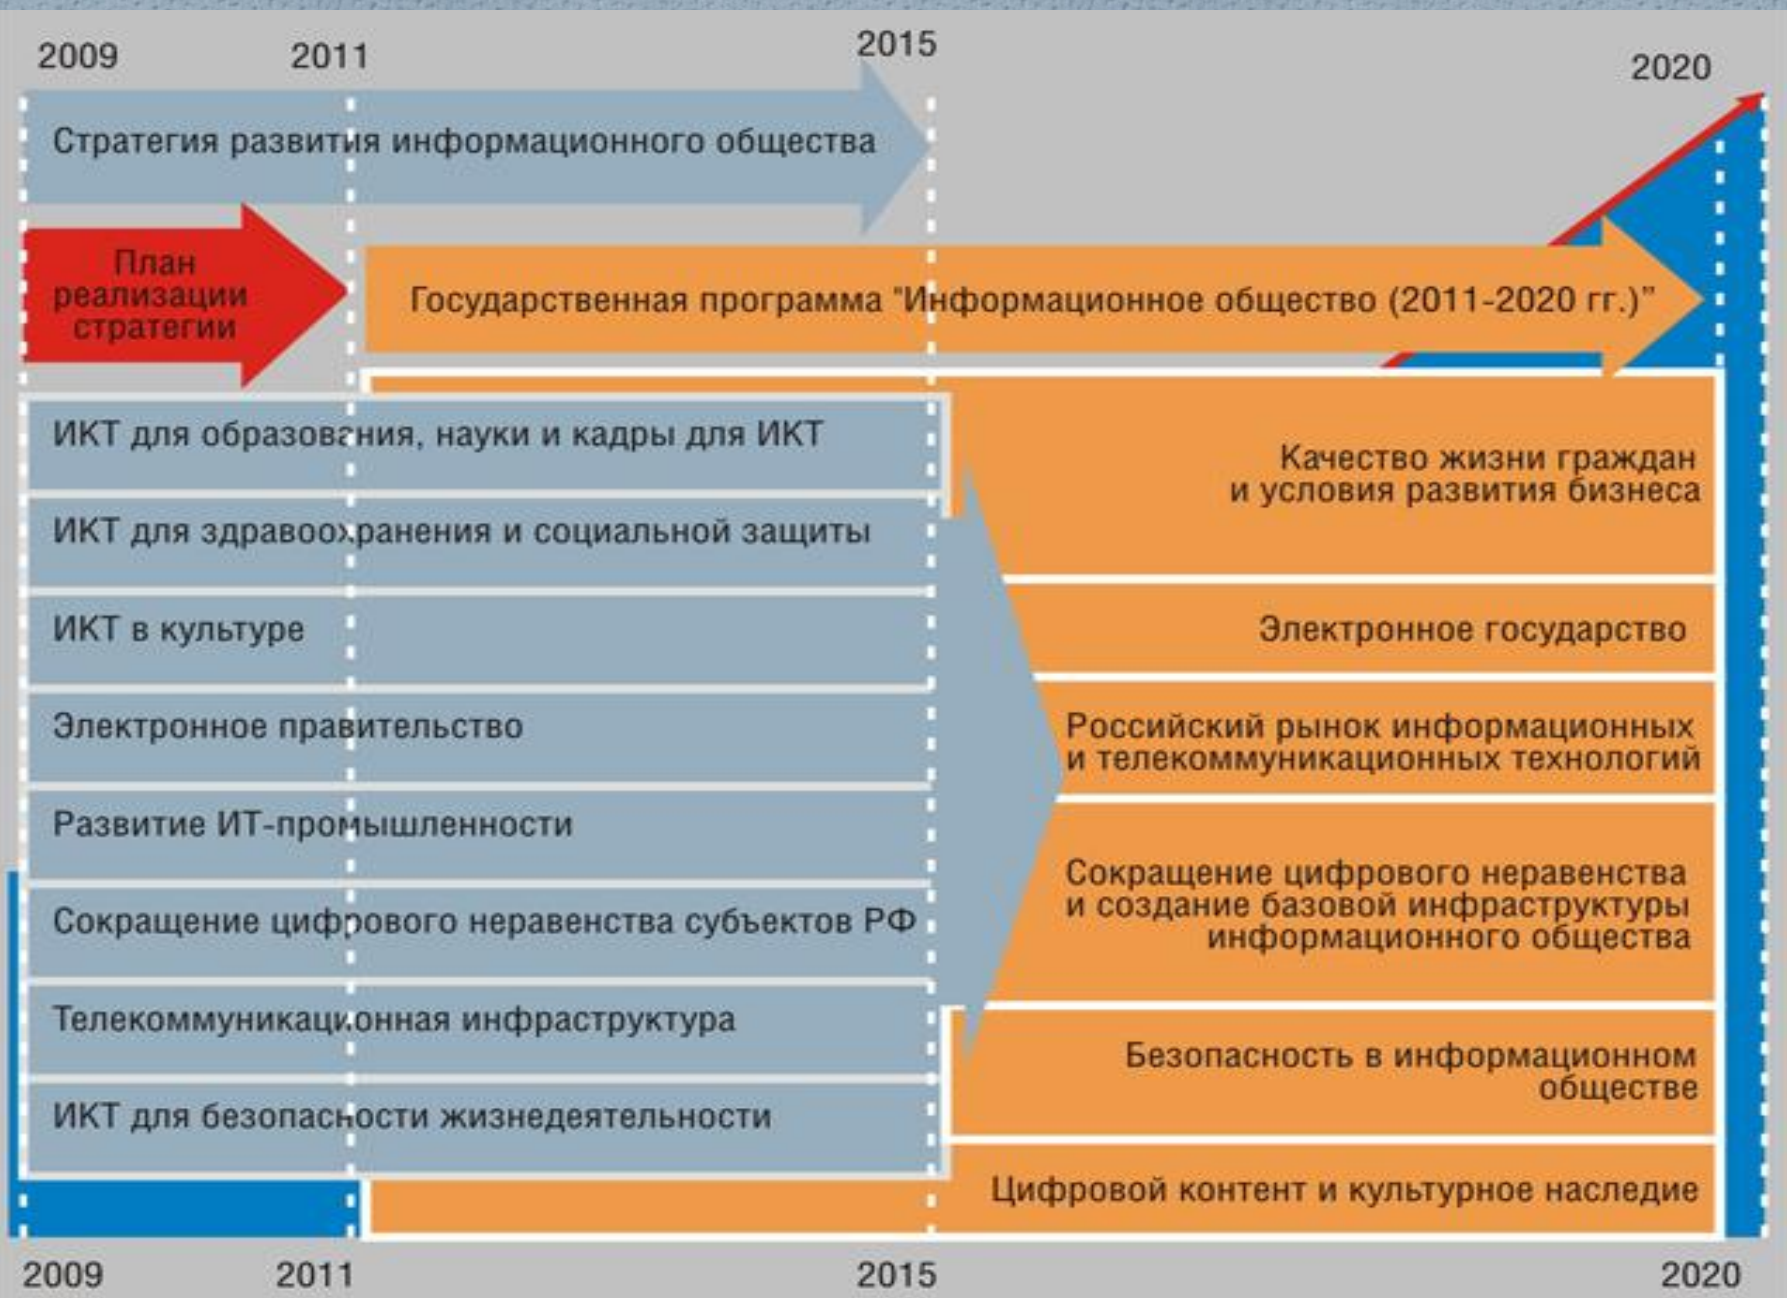 2009
2011
2015
2020
Стратегия развития информационного общества
План
реализации
стратегии
Государственная программа "Информационное общество (2011-2020 гг.)”
ИКТ для образования, науки и кадры для ИКТ
ИКТ для здравоохранения и социальной защиты
ИКТ в культуре
Электронное правительство
Развитие ИТ-промышленности
Сокращение цифрового неравенства субъектов РФ
Телекоммуникационная инфраструктура
ИКТ для безопасности жизнедеятельности
Качество жизни граждан
и условия развития бизнеса
Электронное государство
Российский рынок информационных
и телекоммуникационных технологий
Сокращение цифрового неравенства
и создание базовой инфраструктуры
информационного общества
Безопасность в информационном
обществе
Цифровой контент и культурное наследие
2009
2011
2015
2020